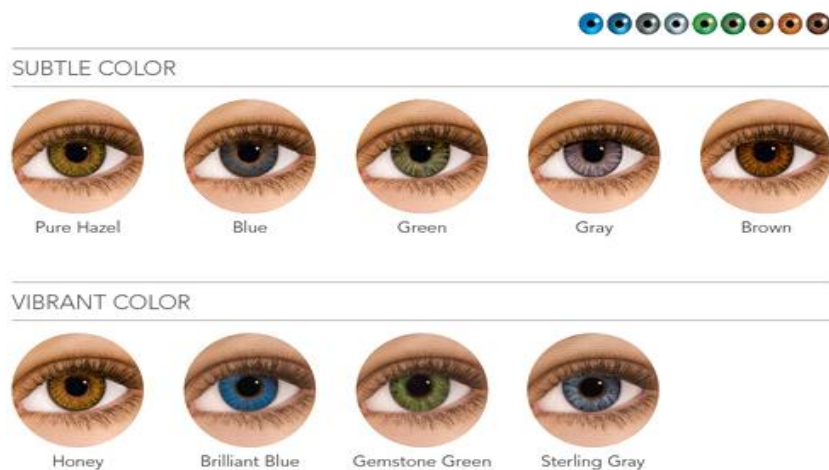 SUBTLE COLOR
Pure Hazel
Blue
Green
Gray
Brown
VIBRANT COLOR
Honey
Brilliant Blue
Gemstone Green
Sterling Gray